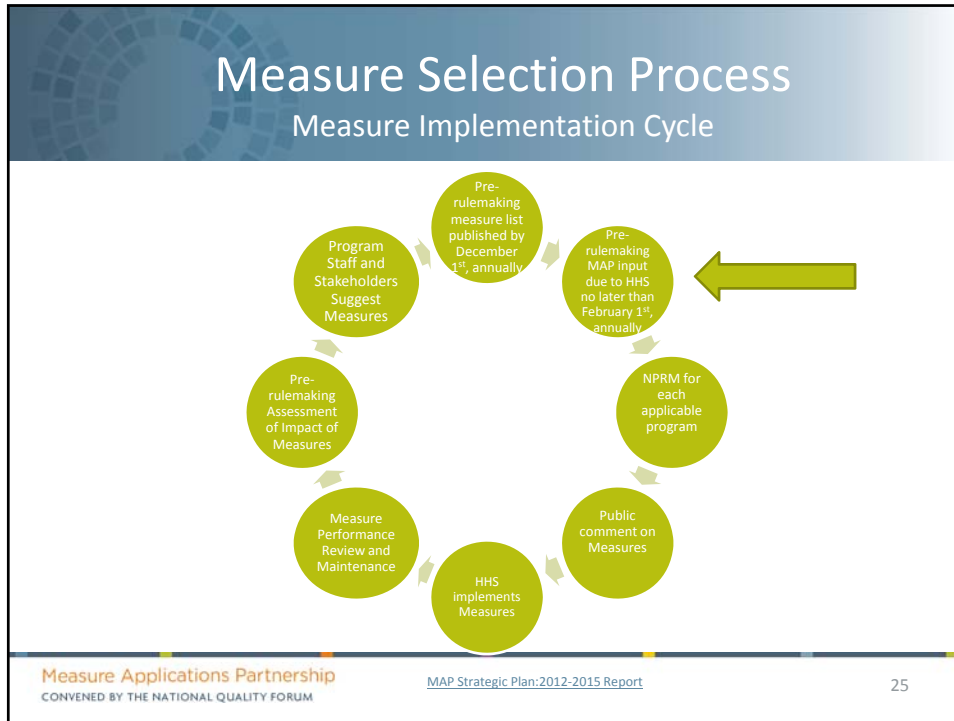 Measure Selection Process
Measure Implementation Cycle
Pre-
rulemaking
measure list
published by
December
1st, annually
Pre-
rulemaking
MAP input
due to HHS
no later than
February 1st,
annually
NPRM for
each
applicable
program
Public
comment on
Measures
HHS
implements
Measures
Measure
Performance
Review and
Maintenance
Pre-
rulemaking
Assessment
of Impact of
Measures
Program
Staff and
Stakeholders
Suggest
Measures
Measure Applications Partnership
CONVENED BY THE NATIONAL QUALITY FORUM
MAP Strategic Plan:2012-2015 Report
25